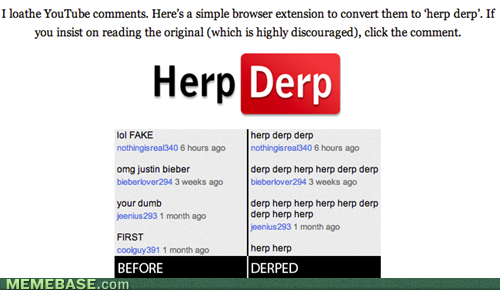 I loathe YouTube comments. Here's a simple browser extension to convert them to 'herp derp'. If
you insist on reading the original (which is highly discouraged), click the comment.
Herp Derp
lol FAKE
nothingisreal340 6 hours ago
omg justin bieber
bieberlover294 3 weeks ago
your dumb
jeenius293 1 month ago
FIRST
coolguy391 1 month ago
BEFORE
herp derp derp
nothingisreal340 6 hours ago
derp derp herp herp derp derp
bieberlover294 3 weeks ago
derp herp herp herp herp derp
derp herp herp
jeenius293 1 month ago
herp herp
DERPED
MEMEBASE.com